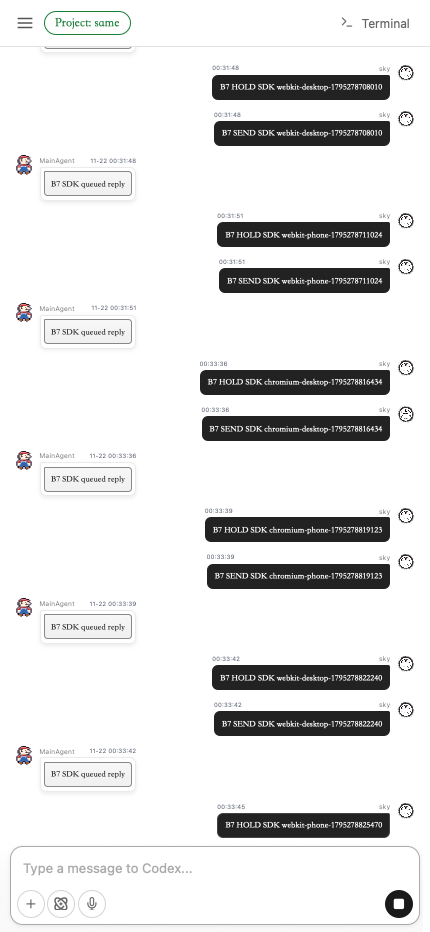 Project: same
Terminal
00:31:48 sky
B7 HOLD SDK webkit-desktop-1795278708010
00:31:48 sky
B7 SEND SDK webkit-desktop-1795278708010
MainAgent 11-22 00:31:48
B7 SDK queued reply
00:31:51 sky
B7 HOLD SDK webkit-phone-1795278711024
00:31:51 sky
B7 SEND SDK webkit-phone-1795278711024
MainAgent 11-22 00:31:51
B7 SDK queued reply
00:33:36 sky
B7 HOLD SDK chromium-desktop-1795278816434
00:33:36 sky
B7 SEND SDK chromium-desktop-1795278816434
MainAgent 11-22 00:33:36
B7 SDK queued reply
00:33:39 sky
B7 HOLD SDK chromium-phone-1795278819123
00:33:39 sky
B7 SEND SDK chromium-phone-1795278819123
MainAgent 11-22 00:33:39
B7 SDK queued reply
00:33:42 sky
B7 HOLD SDK webkit-desktop-1795278822240
00:33:42 sky
B7 SEND SDK webkit-desktop-1795278822240
MainAgent 11-22 00:33:42
B7 SDK queued reply
00:33:45 sky
B7 HOLD SDK webkit-phone-1795278825470
Type a message to Codex...